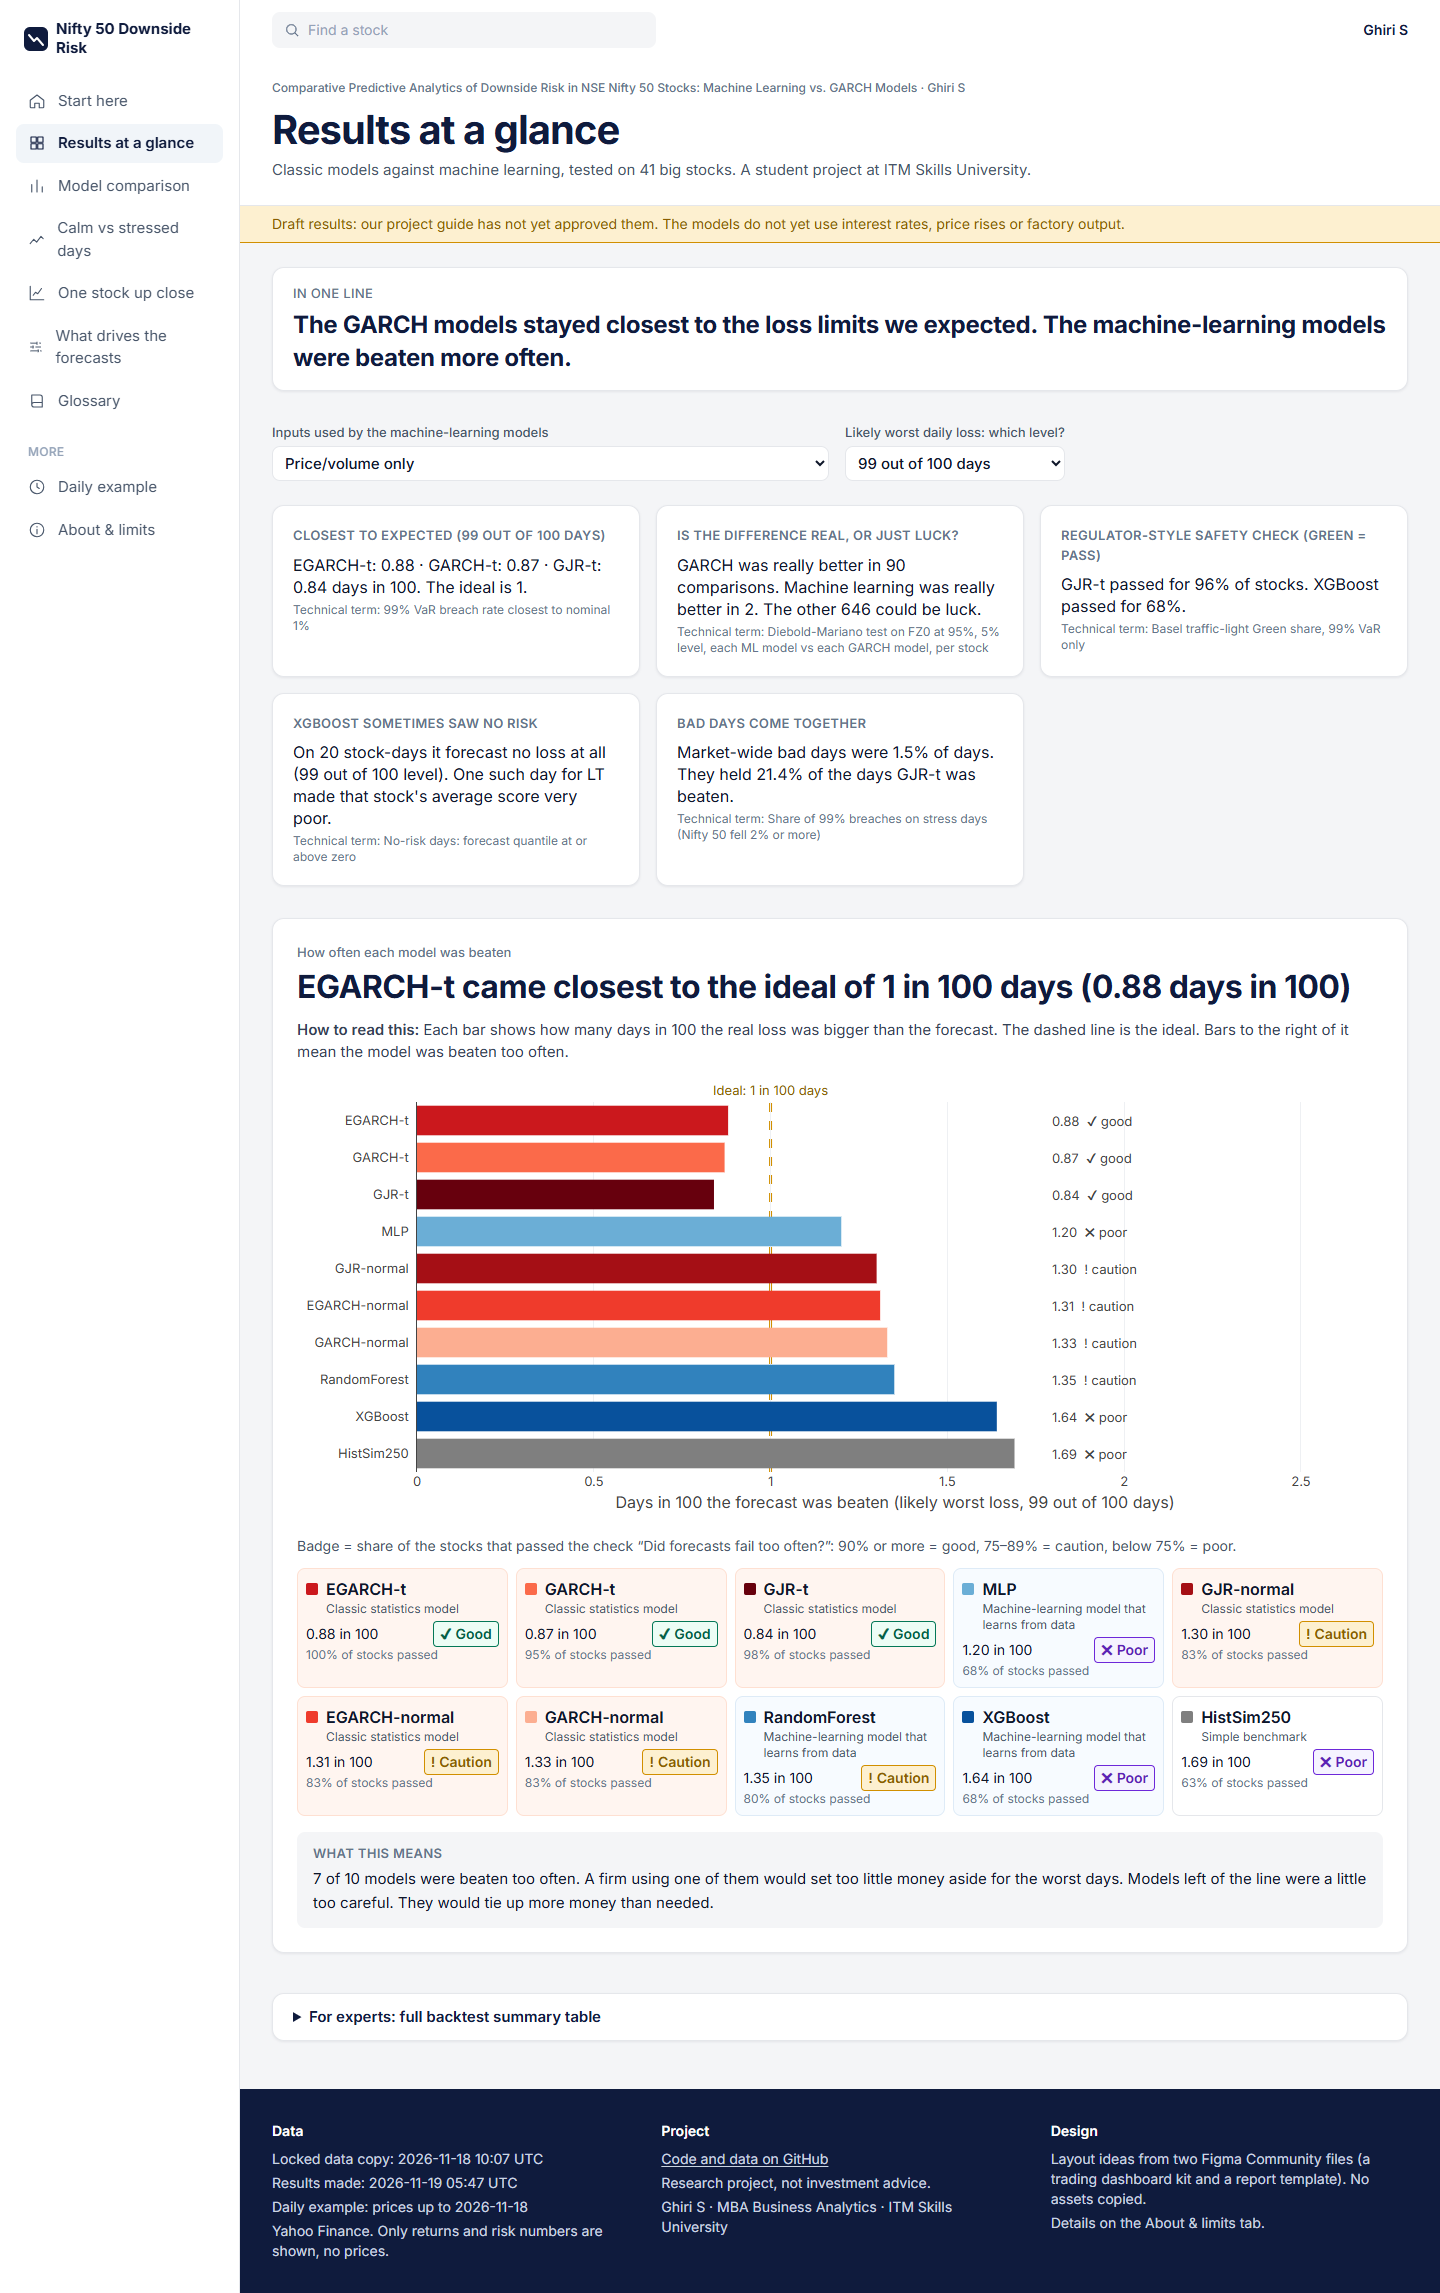 Nifty 50 Downside
Risk
Start here
Results at a glance
Model comparison
Calm vs stressed
days
One stock up close
What drives the
forecasts
Glossary
MORE
Daily example
About & limits
Find a stock
Ghiri S
Comparative Predictive Analytics of Downside Risk in NSE Nifty 50 Stocks: Machine Learning vs. GARCH Models · Ghiri S
Results at a glance
Classic models against machine learning, tested on 41 big stocks. A student project at ITM Skills University.
Draft results: our project guide has not yet approved them. The models do not yet use interest rates, price rises or factory output.
IN ONE LINE
The GARCH models stayed closest to the loss limits we expected. The machine-learning models
were beaten more often.
Inputs used by the machine-learning models
Price/volume only
Likely worst daily loss: which level?
99 out of 100 days
CLOSEST TO EXPECTED (99 OUT OF 100 DAYS)
EGARCH-t: 0.88 · GARCH-t: 0.87 · GJR-t:
0.84 days in 100. The ideal is 1.
Technical term: 99% VaR breach rate closest to nominal
1%
IS THE DIFFERENCE REAL, OR JUST LUCK?
GARCH was really better in 90
comparisons. Machine learning was really
better in 2. The other 646 could be luck.
Technical term: Diebold-Mariano test on FZ0 at 95%, 5%
level, each ML model vs each GARCH model, per stock
REGULATOR-STYLE SAFETY CHECK (GREEN =
PASS)
GJR-t passed for 96% of stocks. XGBoost
passed for 68%.
Technical term: Basel traffic-light Green share, 99% VaR
only
XGBOOST SOMETIMES SAW NO RISK
On 20 stock-days it forecast no loss at all
(99 out of 100 level). One such day for LT
made that stock's average score very
poor.
Technical term: No-risk days: forecast quantile at or
above zero
BAD DAYS COME TOGETHER
Market-wide bad days were 1.5% of days.
They held 21.4% of the days GJR-t was
beaten.
Technical term: Share of 99% breaches on stress days
(Nifty 50 fell 2% or more)
How often each model was beaten
EGARCH-t came closest to the ideal of 1 in 100 days (0.88 days in 100)
How to read this: Each bar shows how many days in 100 the real loss was bigger than the forecast. The dashed line is the ideal. Bars to the right of it
mean the model was beaten too often.
Ideal: 1 in 100 days
EGARCH-t 0.88 ✓ good
GARCH-t 0.87 ✓ good
GJR-t 0.84 ✓ good
MLP 1.20 ✕ poor
GJR-normal 1.30 ! caution
EGARCH-normal 1.31 ! caution
GARCH-normal 1.33 ! caution
RandomForest 1.35 ! caution
XGBoost 1.64 ✕ poor
HistSim250 1.69 ✕ poor
0 0.5 1 1.5 2 2.5
Days in 100 the forecast was beaten (likely worst loss, 99 out of 100 days)
Badge = share of the stocks that passed the check “Did forecasts fail too often?”: 90% or more = good, 75–89% = caution, below 75% = poor.
EGARCH-t
Classic statistics model
0.88 in 100 ✓ Good
100% of stocks passed
GARCH-t
Classic statistics model
0.87 in 100 ✓ Good
95% of stocks passed
GJR-t
Classic statistics model
0.84 in 100 ✓ Good
98% of stocks passed
MLP
Machine-learning model that
learns from data
1.20 in 100 ✕ Poor
68% of stocks passed
GJR-normal
Classic statistics model
1.30 in 100 ! Caution
83% of stocks passed
EGARCH-normal
Classic statistics model
1.31 in 100 ! Caution
83% of stocks passed
GARCH-normal
Classic statistics model
1.33 in 100 ! Caution
83% of stocks passed
RandomForest
Machine-learning model that
learns from data
1.35 in 100 ! Caution
80% of stocks passed
XGBoost
Machine-learning model that
learns from data
1.64 in 100 ✕ Poor
68% of stocks passed
HistSim250
Simple benchmark
1.69 in 100 ✕ Poor
63% of stocks passed
WHAT THIS MEANS
7 of 10 models were beaten too often. A firm using one of them would set too little money aside for the worst days. Models left of the line were a little
too careful. They would tie up more money than needed.
For experts: full backtest summary table
Data
Locked data copy: 2026-11-18 10:07 UTC
Results made: 2026-11-19 05:47 UTC
Daily example: prices up to 2026-11-18
Yahoo Finance. Only returns and risk numbers are
shown, no prices.
Project
Code and data on GitHub
Research project, not investment advice.
Ghiri S · MBA Business Analytics · ITM Skills
University
Design
Layout ideas from two Figma Community files (a
trading dashboard kit and a report template). No
assets copied.
Details on the About & limits tab.